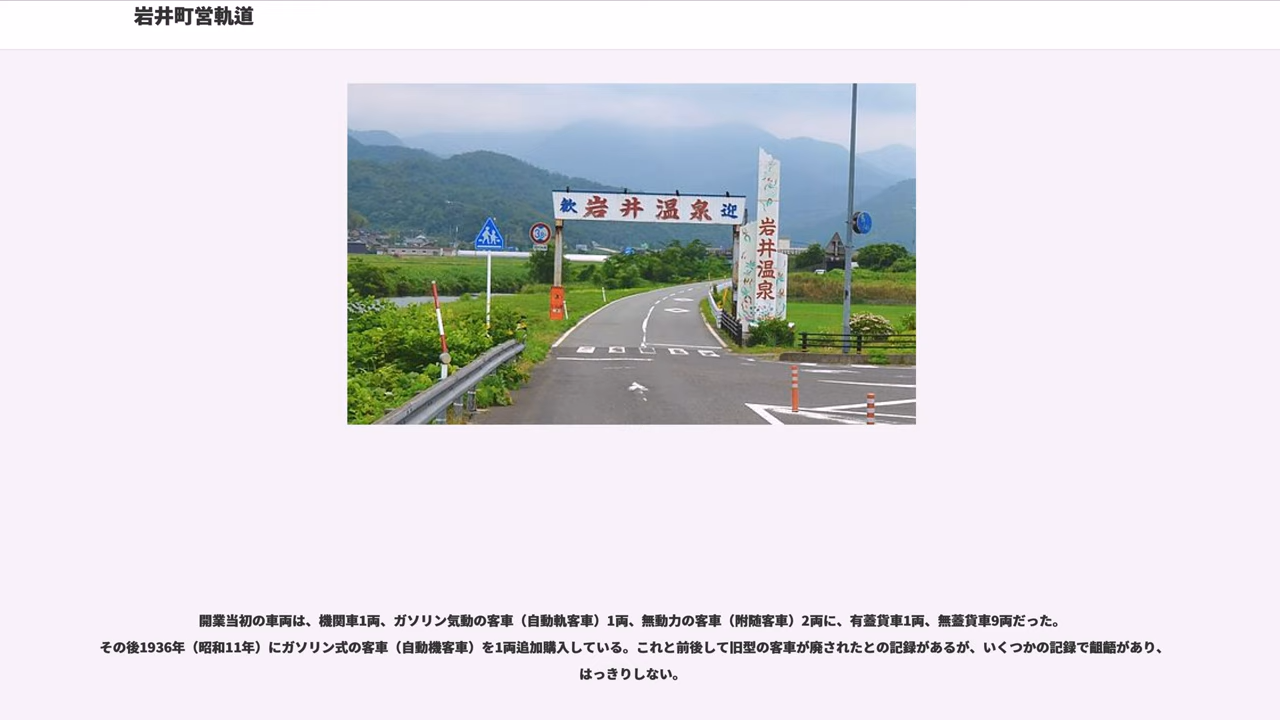 岩井町営軌道
歓岩井温泉迎
岩井温泉
30
開業当初の車両は、機関車1両、ガソリン気動の客車（自動軌客車）1両、無動力の客車（附随客車）2両に、有蓋貨車1両、無蓋貨車9両だった。
その後1936年（昭和11年）にガソリン式の客車（自動機客車）を1両追加購入している。これと前後して旧型の客車が廃されたとの記録があるが、いくつかの記録で齟齬があり、
はっきりしない。